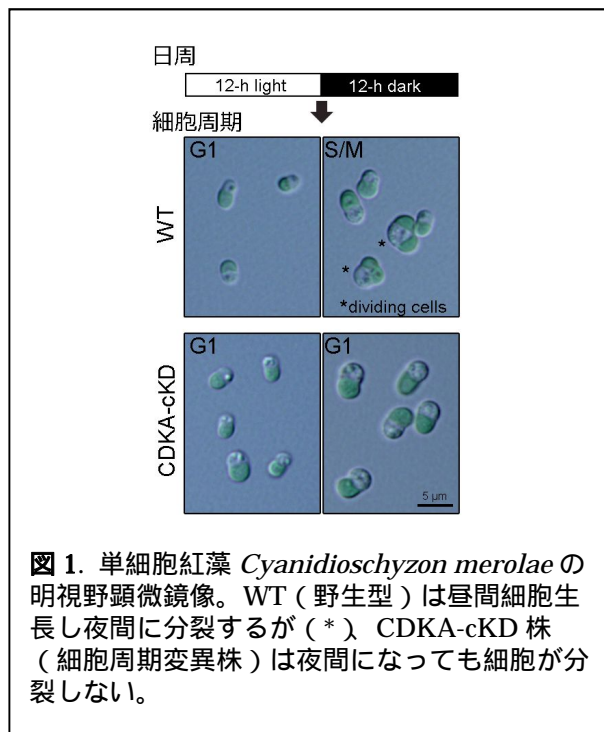 日周
12-h light 12-h dark
細胞周期
G1 S/M
WT
*
*
*dividing cells
G1 G1
CDKA-cKD
5 µm
図 1. 単細胞紅藻 Cyanidioschyzon merolae の
明視野顕微鏡像。WT（野生型）は昼間細胞生
長し夜間に分裂するが（*）、CDKA-cKD 株
（細胞周期変異株）は夜間になっても細胞が分
裂しない。